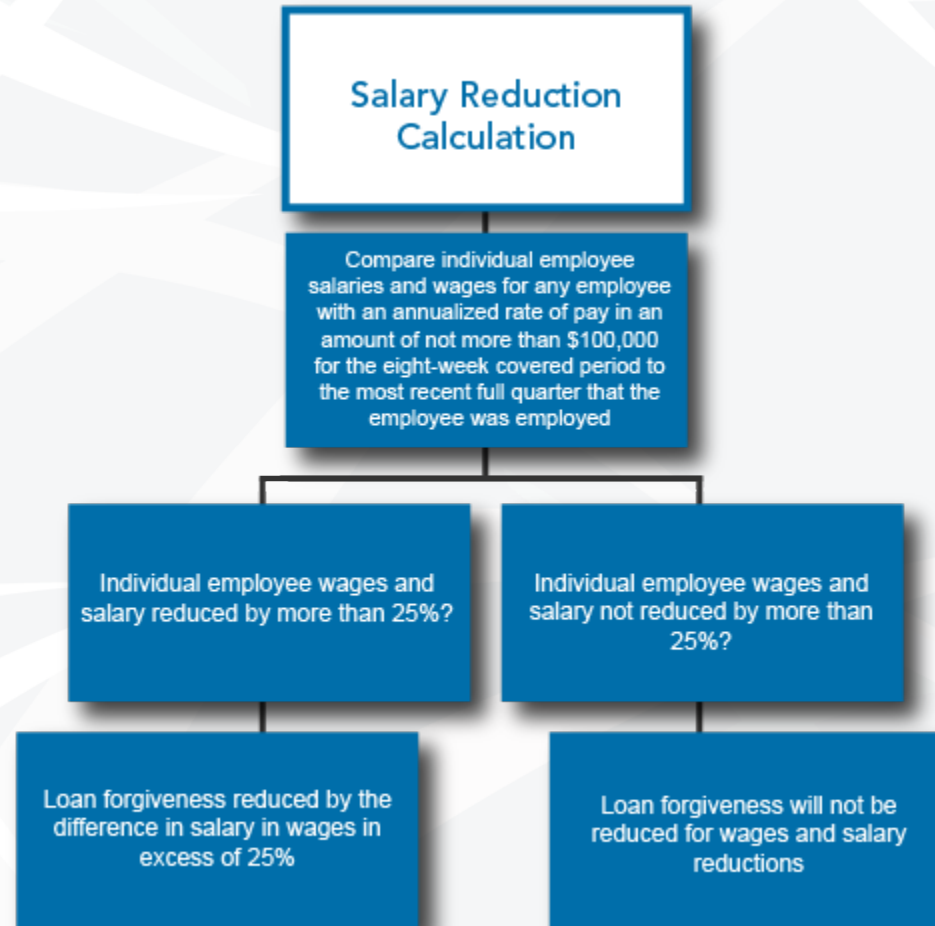 Salary Reduction
Calculation
Compare individual employee
salaries and wages for any employee
with an annualized rate of pay in an
amount of not more than $100,000
for the eight-week covered period to
the most recent full quarter that the
employee was employed
Individual employee wages and
salary reduced by more than 25%?
Individual employee wages and
salary not reduced by more than
25%?
Loan forgiveness reduced by the
difference in salary in wages in
excess of 25%
Loan forgiveness will not be
reduced for wages and salary
reductions